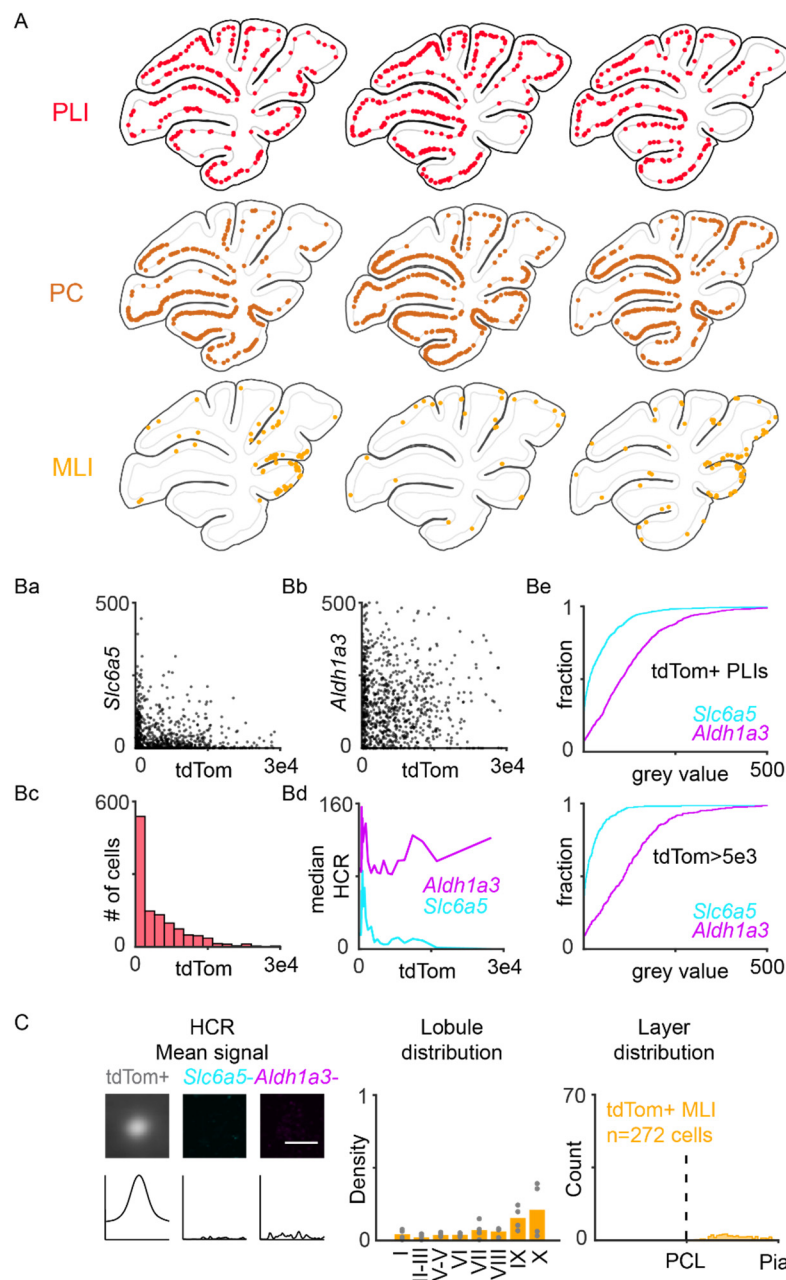 A
PLI
PC
MLI
Ba
500
Slc6a5
0
0
tdTom
3e4
Bb
500
Aldh1a3
0
0
tdTom
3e4
Be
1
fraction
0
tdTom+ PLIs
Slc6a5
Aldh1a3
grey value
500
Bc
600
# of cells
0
0
tdTom
3e4
Bd
160
median
HCR
0
Aldh1a3
Slc6a5
0
tdTom
3e4
1
fraction
0
tdTom>5e3
Slc6a5
Aldh1a3
grey value
500
C
HCR
Mean signal
tdTom+
Slc6a5-
Aldh1a3-
Lobule
distribution
1
Density
0
I
II-III
V-V
VI
VII
VIII
IX
X
Layer
distribution
70
Count
0
tdTom+ MLI
n=272 cells
PCL
Pia